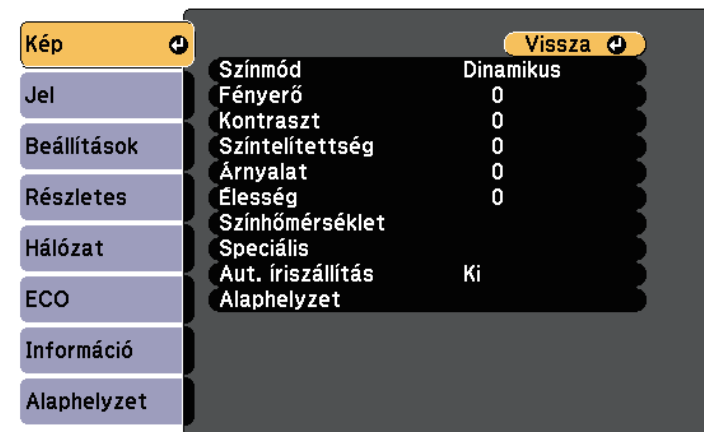 Kép
Jel
Beállítások
Részletes
Hálózat
ECO
Információ
Alaphelyzet
Vissza
Színmód Dinamikus
Fényerő 0
Kontraszt 0
Színtelítettség 0
Árnyalat 0
Élesség 0
Színhőmérséklet
Speciális
Aut. íriszállítás Ki
Alaphelyzet